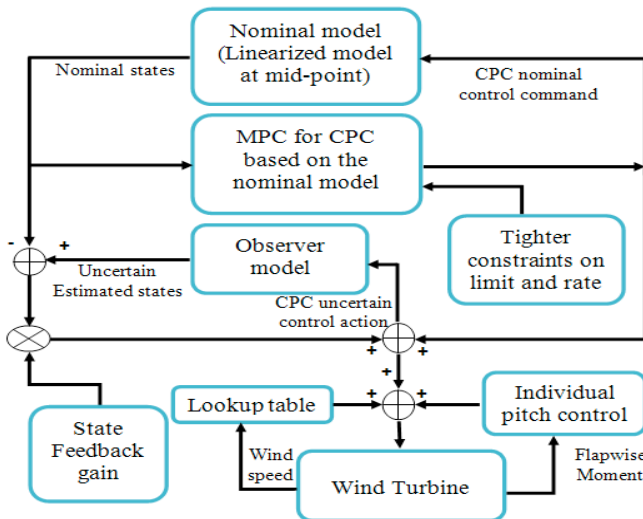 Nominal model
(Linearized model
at mid-point)
Nominal states
CPC nominal
control command
MPC for CPC
based on the
nominal model
Tighter
constraints on
limit and rate
- +
Observer
model
Uncertain
Estimated states
CPC uncertain
control action
+ +
+
State
Feedback
gain
Lookup table
+ +
Individual
pitch control
Wind
speed
Wind Turbine
Flapwise
Moment